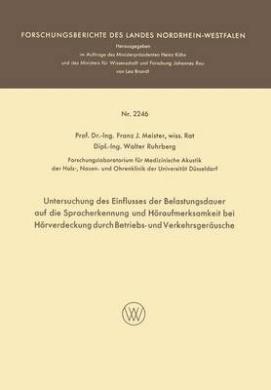 FORSCHUNGSBERICHTE DES LANDES NORDRHEIN-WESTFALEN
Herausgegeben
im Auftrage des Ministerpräsidenten Heinz Kühn
und des Ministers für Wissenschaft und Forschung Johannes Rau
von Leo Brandt
Nr. 2246
Prof. Dr.-Ing. Franz J. Meister, wiss. Rat
Dipl.-Ing. Walter Ruhrberg
Forschungslaboratorium für Medizinische Akustik
der Hals-, Nasen- und Ohrenklinik der Universität Düsseldorf
Untersuchung des Einflusses der Belastungsdauer
auf die Spracherkennung und Höraufmerksamkeit bei
Hörverdeckung durch Betriebs- und Verkehrsgeräusche